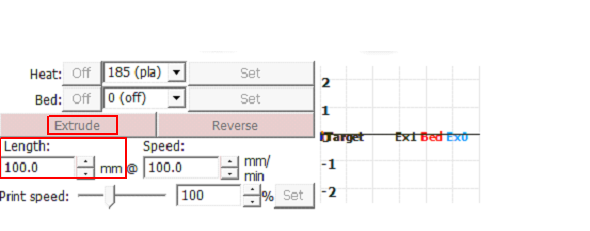 Heat: Off 185 (pla) Set
Bed: Off 0 (off) Set
Extrude Reverse
Length: Speed:
100.0 mm @ 100.0 mm/
min
Print speed: 100 % Set
2
1
0 Target Ex1 Bed Ex0
-1
-2